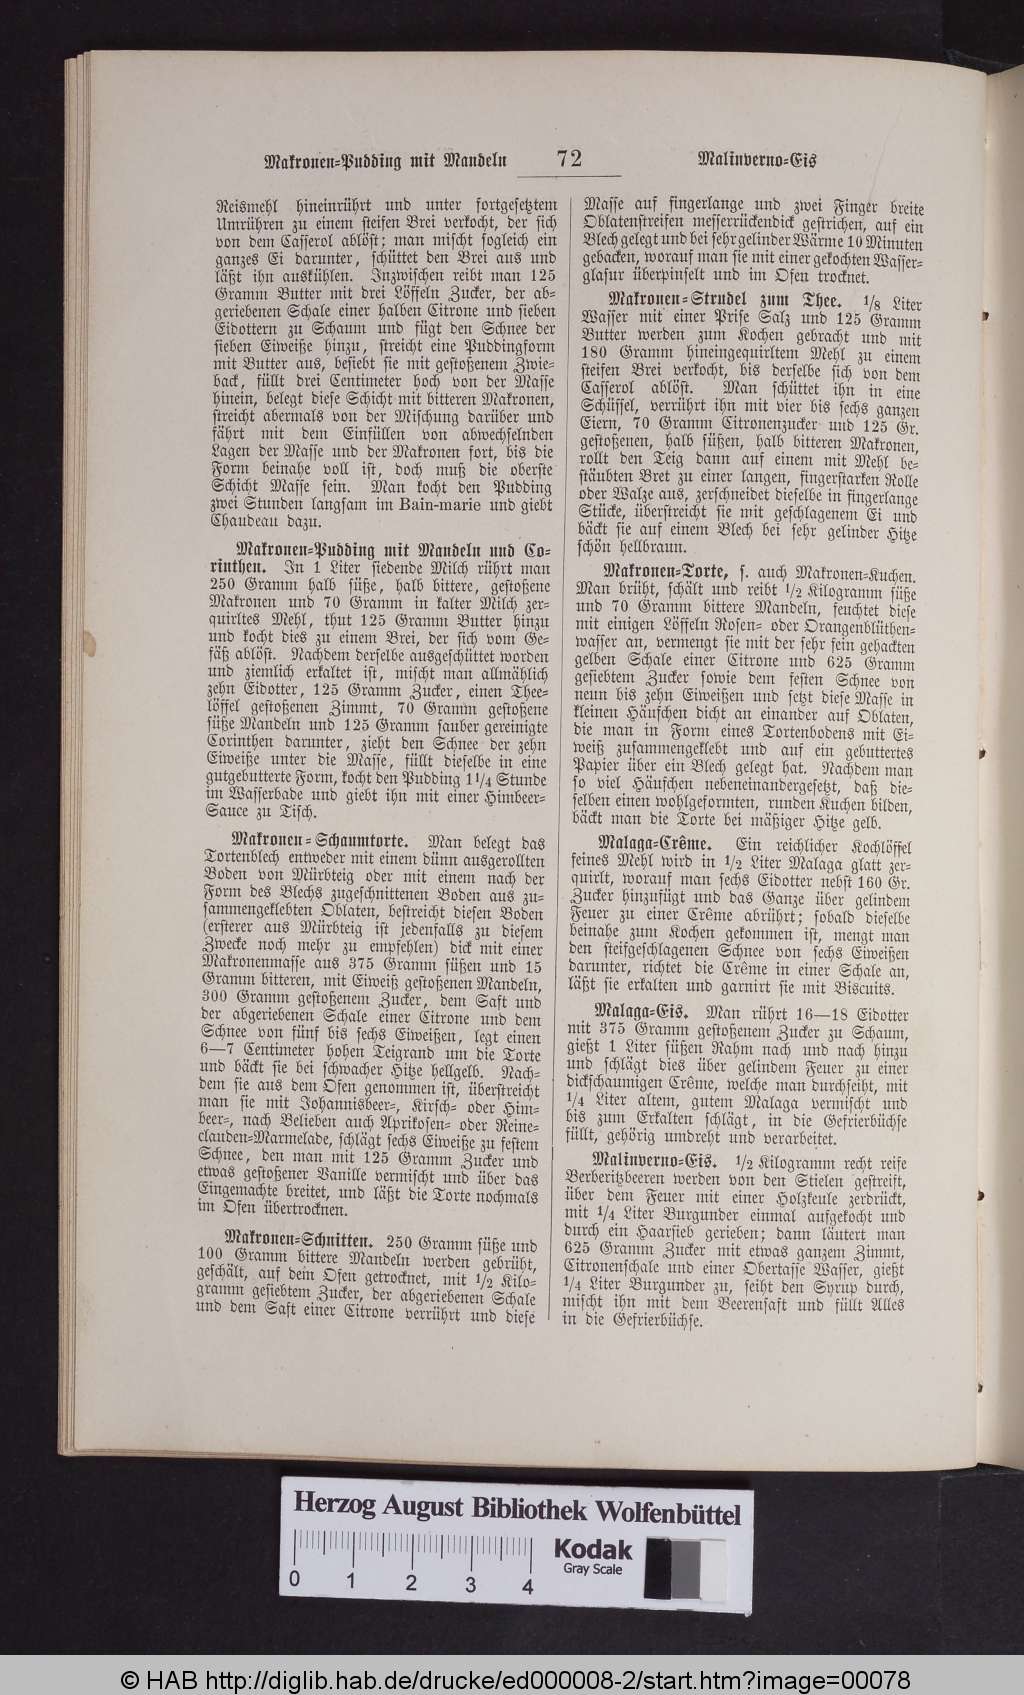 Makronen-Pudding mit Mandeln
72
Malinverno-Eis
Reismehl hineinrührt und unter fortgesetztem
Umrühren zu einem steifen Brei verkocht, der sich
von dem Casserol ablöst; man mischt sogleich ein
ganzes Ei darunter, schüttet den Brei aus und
läßt ihn auskühlen. Inzwischen reibt man 125
Gramm Butter mit drei Löffeln Zucker, der ab-
geriebenen Schale einer halben Citrone und sieben
Eidottern zu Schaum und fügt den Schnee der
sieben Eiweiße hinzu, streicht eine Puddingform
mit Butter aus, besiebt sie mit gestoßenem Zwie-
back, füllt drei Centimeter hoch von der Masse
hinein, belegt diese Schicht mit bitteren Makronen,
streicht abermals von der Mischung darüber und
fährt mit dem Einfüllen von abwechselnden
Lagen der Masse und der Makronen fort, bis die
Form beinahe voll ist, doch muß die oberste
Schicht Masse sein. Man kocht den Pudding
zwei Stunden langsam im Bain-marie und giebt
Chaudeau dazu.
Makronen-Pudding mit Mandeln und Co-
rinthen. In 1 Liter siedende Milch rührt man
250 Gramm halb süße, halb bittere, gestoßene
Makronen und 70 Gramm in kalter Milch zer-
quirltes Mehl, thut 125 Gramm Butter hinzu
und kocht dies zu einem Brei, der sich vom Ge-
fäß ablöst. Nachdem derselbe ausgeschüttet worden
und ziemlich erkaltet ist, mischt man allmählich
zehn Eidotter, 125 Gramm Zucker, einen Thee-
löffel gestoßenen Zimmt, 70 Gramm gestoßene
süße Mandeln und 125 Gramm sauber gereinigte
Corinthen darunter, zieht den Schnee der zehn
Eiweiße unter die Masse, füllt dieselbe in eine
gutgebutterte Form, kocht den Pudding 1¼ Stunde
im Wasserbade und giebt ihn mit einer Himbeer-
Sauce zu Tisch.
Makronen-Schaumtorte. Man belegt das
Tortenblech entweder mit einem dünn ausgerollten
Boden von Mürbteig oder mit einem nach der
Form des Blechs zugeschnittenen Boden aus zu-
sammengeklebten Oblaten, bestreicht diesen Boden
(ersterer aus Mürbteig ist jedenfalls zu diesem
Zwecke noch mehr zu empfehlen) dick mit einer
Makronenmasse aus 375 Gramm süßen und 15
Gramm bitteren, mit Eiweiß gestoßenen Mandeln,
300 Gramm gestoßenem Zucker, dem Saft und
der abgeriebenen Schale einer Citrone und dem
Schnee von fünf bis sechs Eiweißen, legt einen
6—7 Centimeter hohen Teigrand um die Torte
und bäckt sie bei schwacher Hitze hellgelb. Nach-
dem sie aus dem Ofen genommen ist, überstreicht
man sie mit Johannisbeer-, Kirsch- oder Him-
beer-, nach Belieben auch Aprikosen- oder Reine-
clauden-Marmelade, schlägt sechs Eiweiße zu festem
Schnee, den man mit 125 Gramm Zucker und
etwas gestoßener Vanille vermischt und über das
Eingemachte breitet, und läßt die Torte nochmals
im Ofen übertrocknen.
Makronen-Schnitten. 250 Gramm süße und
100 Gramm bittere Mandeln werden gebrüht,
geschält, auf dem Ofen getrocknet, mit ½ Kilo-
gramm gesiebtem Zucker, der abgeriebenen Schale
und dem Saft einer Citrone verrührt und diese
Masse auf fingerlange und zwei Finger breite
Oblatenstreifen messerrückendick gestrichen, auf ein
Blech gelegt und bei sehr gelinder Wärme 10 Minuten
gebacken, worauf man sie mit einer gekochten Wasser-
glasur überpinselt und im Ofen trocknet.
Makronen-Strudel zum Thee. ⅛ Liter
Wasser mit einer Prise Salz und 125 Gramm
Butter werden zum Kochen gebracht und mit
180 Gramm hineingequirltem Mehl zu einem
steifen Brei verkocht, bis derselbe sich von dem
Casserol ablöst. Man schüttet ihn in eine
Schüssel, verrührt ihn mit vier bis sechs ganzen
Eiern, 70 Gramm Citronenzucker und 125 Gr.
gestoßenen, halb süßen, halb bitteren Makronen,
rollt den Teig dann auf einem mit Mehl be-
stäubten Bret zu einer langen, fingerstarken Rolle
oder Walze aus, zerschneidet dieselbe in fingerlange
Stücke, überstreicht sie mit geschlagenem Ei und
bäckt sie auf einem Blech bei sehr gelinder Hitze
schön hellbraun.
Makronen-Torte, s. auch Makronen-Kuchen.
Man brüht, schält und reibt ½ Kilogramm süße
und 70 Gramm bittere Mandeln, feuchtet diese
mit einigen Löffeln Rosen- oder Orangenblüthen-
wasser an, vermengt sie mit der sehr fein gehackten
gelben Schale einer Citrone und 625 Gramm
gesiebtem Zucker sowie dem festen Schnee von
neun bis zehn Eiweißen und setzt diese Masse in
kleinen Häufchen dicht an einander auf Oblaten,
die man in Form eines Tortenbodens mit Ei-
weiß zusammengeklebt und auf ein gebuttertes
Papier über ein Blech gelegt hat. Nachdem man
so viel Häufchen nebeneinandergesetzt, daß die-
selben einen wohlgeformten, runden Kuchen bilden,
bäckt man die Torte bei mäßiger Hitze gelb.
Malaga-Crême. Ein reichlicher Kochlöffel
feines Mehl wird in ½ Liter Malaga glatt zer-
quirlt, worauf man sechs Eidotter nebst 160 Gr.
Zucker hinzufügt und das Ganze über gelindem
Feuer zu einer Crême abrührt; sobald dieselbe
beinahe zum Kochen gekommen ist, mengt man
den steifgeschlagenen Schnee von sechs Eiweißen
darunter, richtet die Crême in einer Schale an,
läßt sie erkalten und garnirt sie mit Biscuits.
Malaga-Eis. Man rührt 16—18 Eidotter
mit 375 Gramm gestoßenem Zucker zu Schaum,
gießt 1 Liter süßen Rahm nach und nach hinzu
und schlägt dies über gelindem Feuer zu einer
dickschaumigen Crême, welche man durchseiht, mit
¼ Liter altem, gutem Malaga vermischt und
bis zum Erkalten schlägt, in die Gefrierbüchse
füllt, gehörig umdreht und verarbeitet.
Malinverno-Eis. ½ Kilogramm recht reife
Berberitzbeeren werden von den Stielen gestreift,
über dem Feuer mit einer Holzkeule zerdrückt,
mit ¼ Liter Burgunder einmal aufgekocht und
durch ein Haarsieb gerieben; dann läutert man
625 Gramm Zucker mit etwas ganzem Zimmt,
Citronenschale und einer Obertasse Wasser, gießt
¼ Liter Burgunder zu, seiht den Syrup durch,
mischt ihn mit dem Beerensaft und füllt Alles
in die Gefrierbüchse.
Herzog August Bibliothek Wolfenbüttel
0 1 2 3 4
Kodak
Gray Scale
© HAB http://diglib.hab.de/drucke/ed000008-2/start.htm?image=00078